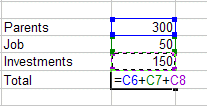 Parents 300
Job 50
Investments 150
Total =C6+C7+C8